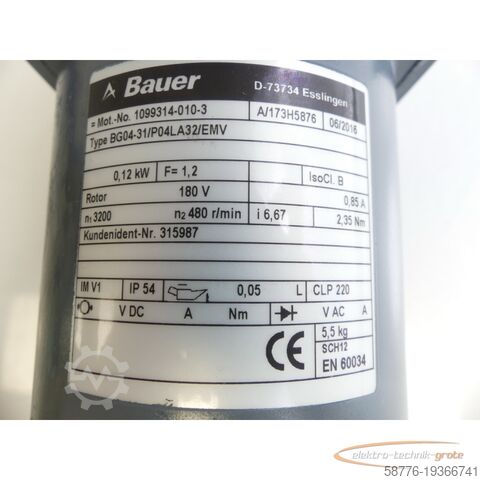 Bauer D-73734 Esslingen
= Mot.-No. 1099314-010-3 A/173H5876 06/2016
Type BG04-31/P04LA32/EMV
0,12 kW F= 1,2 IsoCl. B
Rotor 180 V 0,85 A
n1 3200 n2 480 r/min i 6,67 2,35 Nm
Kundenident-Nr. 315987
IM V1 IP 54 0,05 L CLP 220
V DC A Nm V AC A
5,5 kg
CE SCH12
EN 60034
elektro-technik-grote
58776-19366741